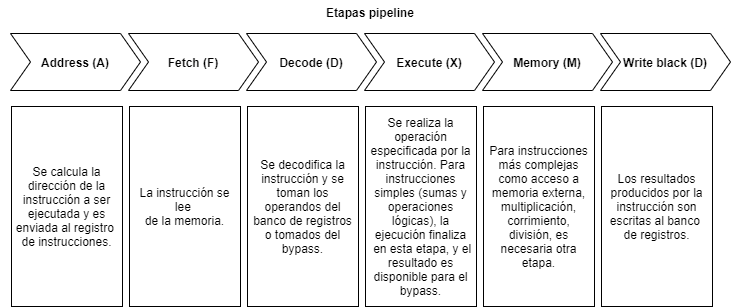 Etapas pipeline
Address (A)
Fetch (F)
Decode (D)
Execute (X)
Memory (M)
Write black (D)
Se calcula la
dirección de la
instrucción a ser
ejecutada y es
enviada al registro
de instrucciones.
La instrucción se
lee
de la memoria.
Se decodifica la
instrucción y se
toman los
operandos del
banco de registros
o tomados del
bypass.
Se realiza la
operación
especificada por la
instrucción. Para
instrucciones
simples (sumas y
operaciones
lógicas), la
ejecución finaliza
en esta etapa, y el
resultado es
disponible para el
bypass.
Para instrucciones
más complejas
como acceso a
memoria externa,
multiplicación,
corrimiento,
división, es
necesaria otra
etapa.
Los resultados
producidos por la
instrucción son
escritas al banco
de registros.